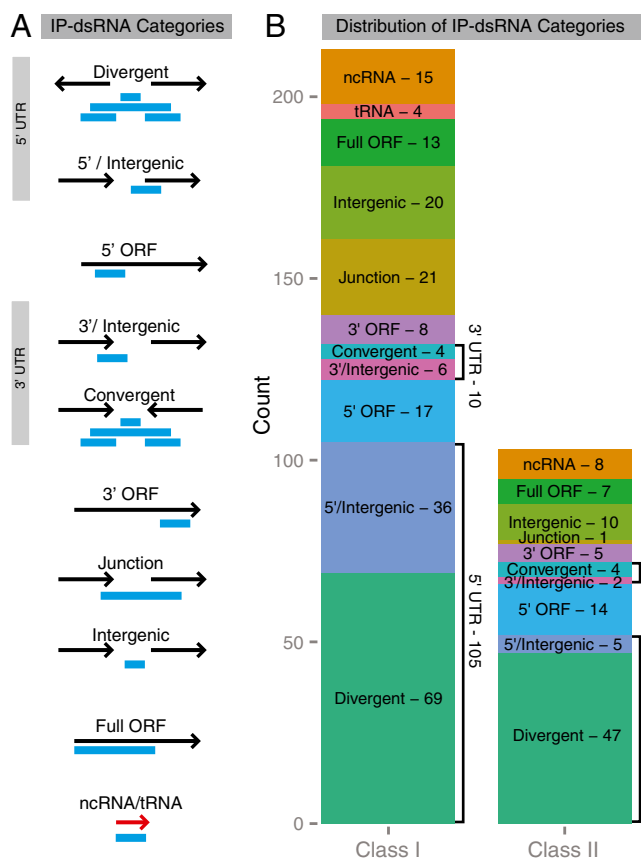 A
IP-dsRNA Categories
5' UTR
Divergent
5' / Intergenic
5' ORF
3' UTR
3'/ Intergenic
Convergent
3' ORF
Junction
Intergenic
Full ORF
ncRNA/tRNA
B
Distribution of IP-dsRNA Categories
Count
200
150
100
50
0
ncRNA – 15
tRNA – 4
Full ORF – 13
Intergenic – 20
Junction – 21
3' ORF – 8
Convergent – 4
3'/Intergenic – 6
3' UTR - 10
5' ORF – 17
5'/Intergenic – 36
Divergent – 69
5' UTR - 105
Class I
ncRNA – 8
Full ORF – 7
Intergenic – 10
Junction – 1
3' ORF – 5
Convergent – 4
3'/Intergenic – 2
5' ORF – 14
5'/Intergenic – 5
Divergent – 47
Class II